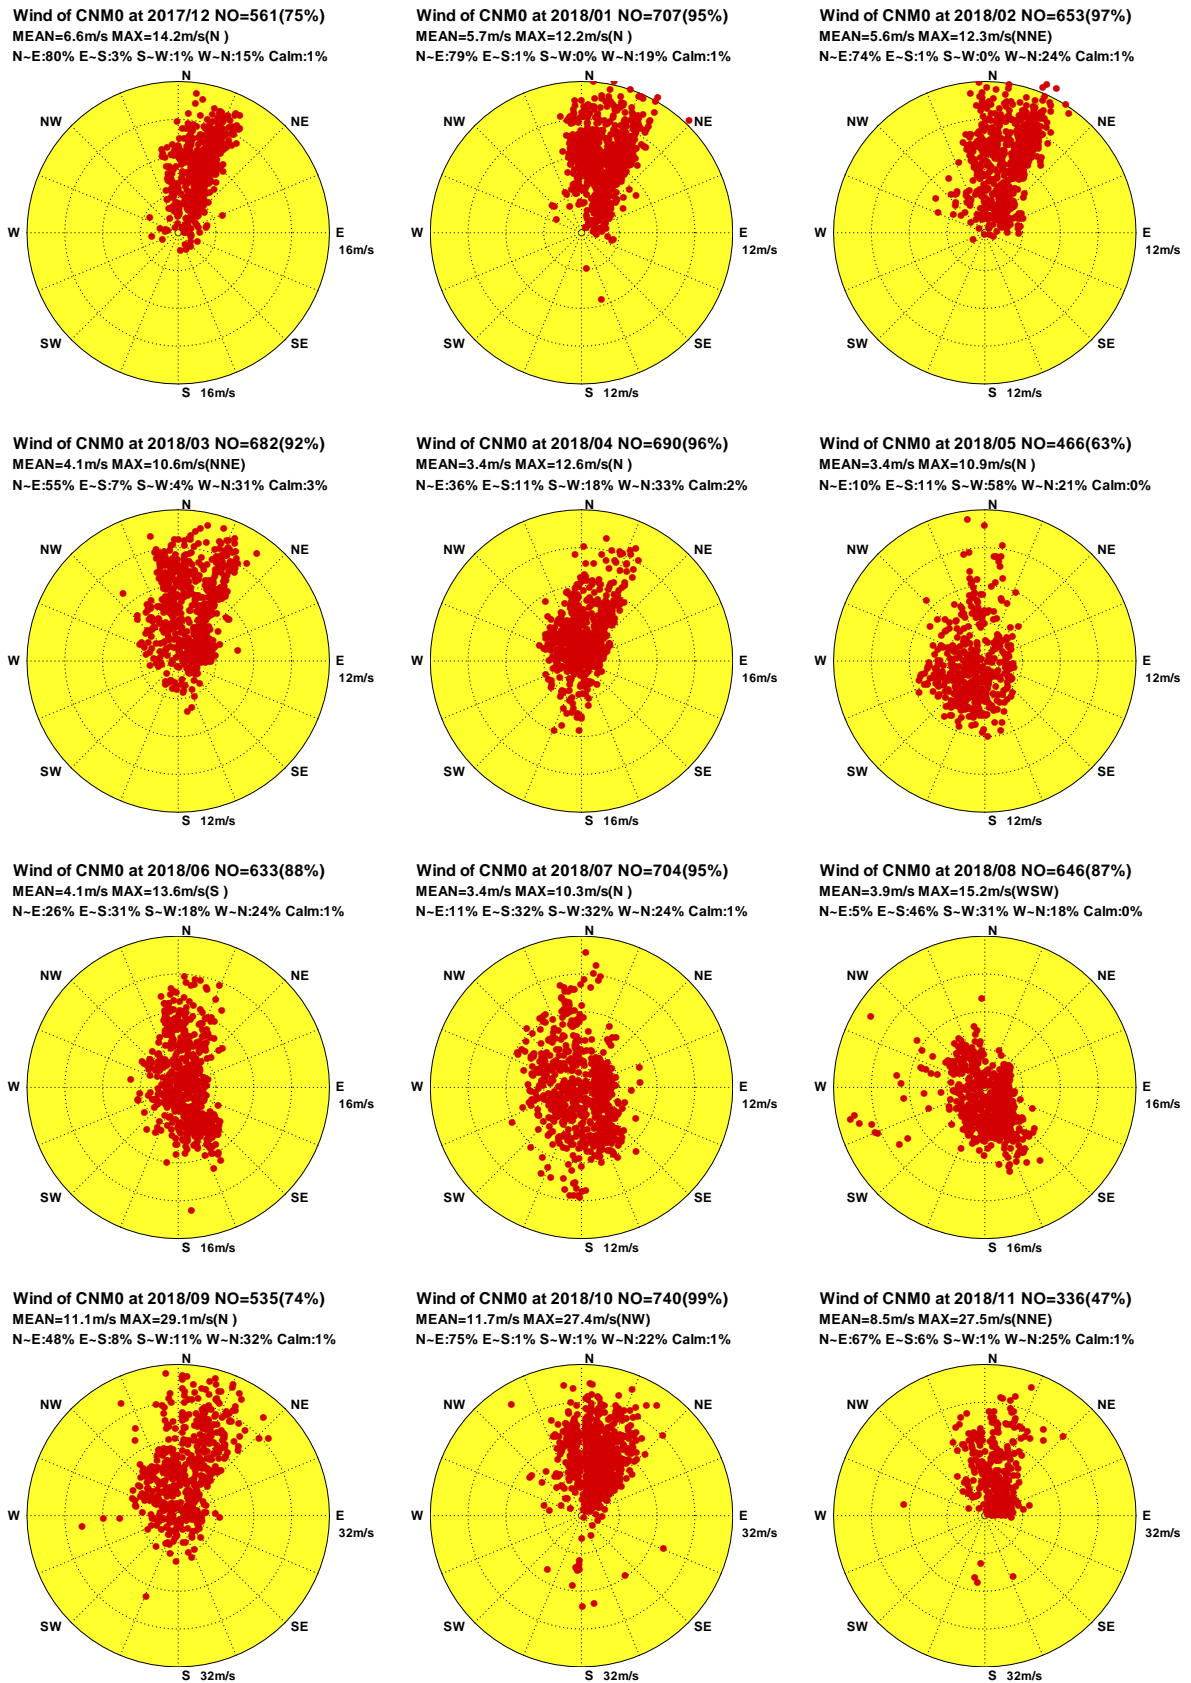 Wind of CNM0 at 2017/12 NO=561(75%)
MEAN=6.6m/s MAX=14.2m/s(N )
N~E:80% E~S:3% S~W:1% W~N:15% Calm:1%
N
NW
NE
W
E
16m/s
SW
SE
S 16m/s
Wind of CNM0 at 2018/01 NO=707(95%)
MEAN=5.7m/s MAX=12.2m/s(N )
N~E:79% E~S:1% S~W:0% W~N:19% Calm:1%
N
NW
NE
W
E
12m/s
SW
SE
S 12m/s
Wind of CNM0 at 2018/02 NO=653(97%)
MEAN=5.6m/s MAX=12.3m/s(NNE)
N~E:74% E~S:1% S~W:0% W~N:24% Calm:1%
N
NW
NE
W
E
12m/s
SW
SE
S 12m/s
Wind of CNM0 at 2018/03 NO=682(92%)
MEAN=4.1m/s MAX=10.6m/s(NNE)
N~E:55% E~S:7% S~W:4% W~N:31% Calm:3%
N
NW
NE
W
E
12m/s
SW
SE
S 12m/s
Wind of CNM0 at 2018/04 NO=690(96%)
MEAN=3.4m/s MAX=12.6m/s(N )
N~E:36% E~S:11% S~W:18% W~N:33% Calm:2%
N
NW
NE
W
E
16m/s
SW
SE
S 16m/s
Wind of CNM0 at 2018/05 NO=466(63%)
MEAN=3.4m/s MAX=10.9m/s(N )
N~E:10% E~S:11% S~W:58% W~N:21% Calm:0%
N
NW
NE
W
E
12m/s
SW
SE
S 12m/s
Wind of CNM0 at 2018/06 NO=633(88%)
MEAN=4.1m/s MAX=13.6m/s(S )
N~E:26% E~S:31% S~W:18% W~N:24% Calm:1%
N
NW
NE
W
E
16m/s
SW
SE
S 16m/s
Wind of CNM0 at 2018/07 NO=704(95%)
MEAN=3.4m/s MAX=10.3m/s(N )
N~E:11% E~S:32% S~W:32% W~N:24% Calm:1%
N
NW
NE
W
E
12m/s
SW
SE
S 12m/s
Wind of CNM0 at 2018/08 NO=646(87%)
MEAN=3.9m/s MAX=15.2m/s(WSW)
N~E:5% E~S:46% S~W:31% W~N:18% Calm:0%
N
NW
NE
W
E
16m/s
SW
SE
S 16m/s
Wind of CNM0 at 2018/09 NO=535(74%)
MEAN=11.1m/s MAX=29.1m/s(N )
N~E:48% E~S:8% S~W:11% W~N:32% Calm:1%
N
NW
NE
W
E
32m/s
SW
SE
S 32m/s
Wind of CNM0 at 2018/10 NO=740(99%)
MEAN=11.7m/s MAX=27.4m/s(NW)
N~E:75% E~S:1% S~W:1% W~N:22% Calm:1%
N
NW
NE
W
E
32m/s
SW
SE
S 32m/s
Wind of CNM0 at 2018/11 NO=336(47%)
MEAN=8.5m/s MAX=27.5m/s(NNE)
N~E:67% E~S:6% S~W:1% W~N:25% Calm:1%
N
NW
NE
W
E
32m/s
SW
SE
S 32m/s